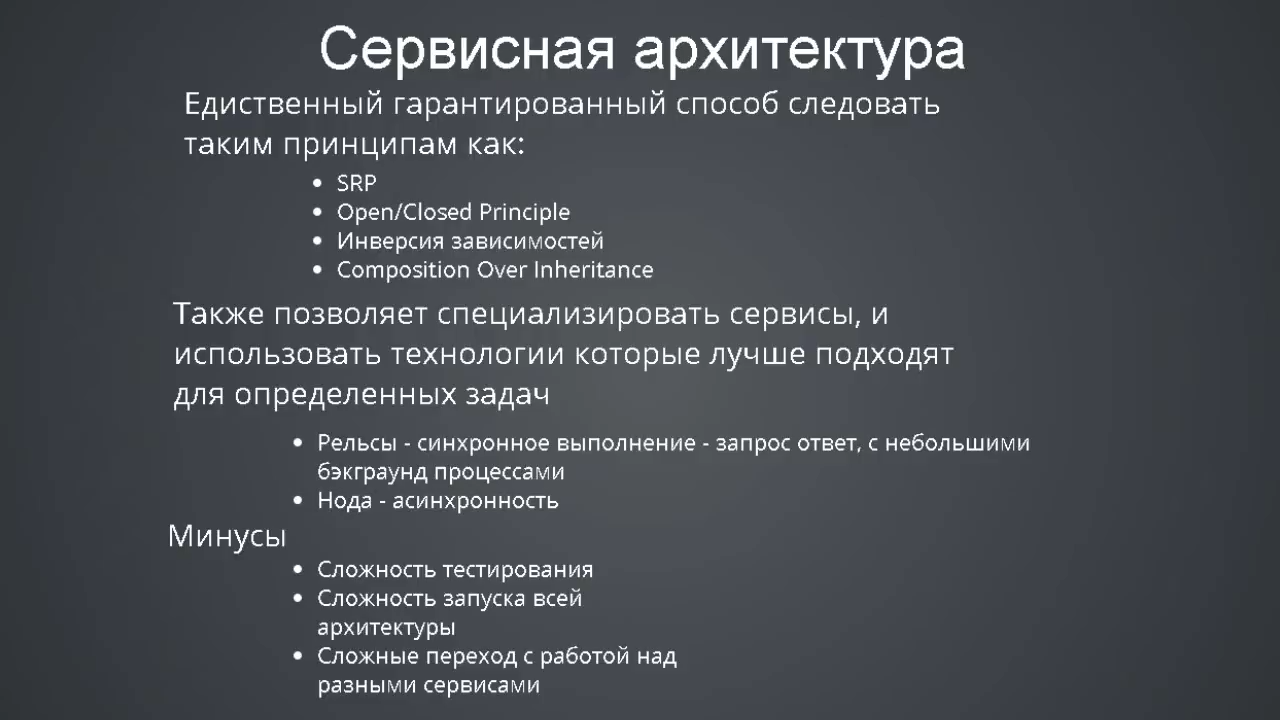 Сервисная архитектура
Едиственный гарантированный способ следовать
таким принципам как:
• SRP
• Open/Closed Principle
• Инверсия зависимостей
• Composition Over Inheritance
Также позволяет специализировать сервисы, и
использовать технологии которые лучше подходят
для определенных задач
• Рельсы - синхронное выполнение - запрос ответ, с небольшими
бэкграунд процессами
• Нода - асинхронность
Минусы
• Сложность тестирования
• Сложность запуска всей
архитектуры
• Сложные переход с работой над
разными сервисами